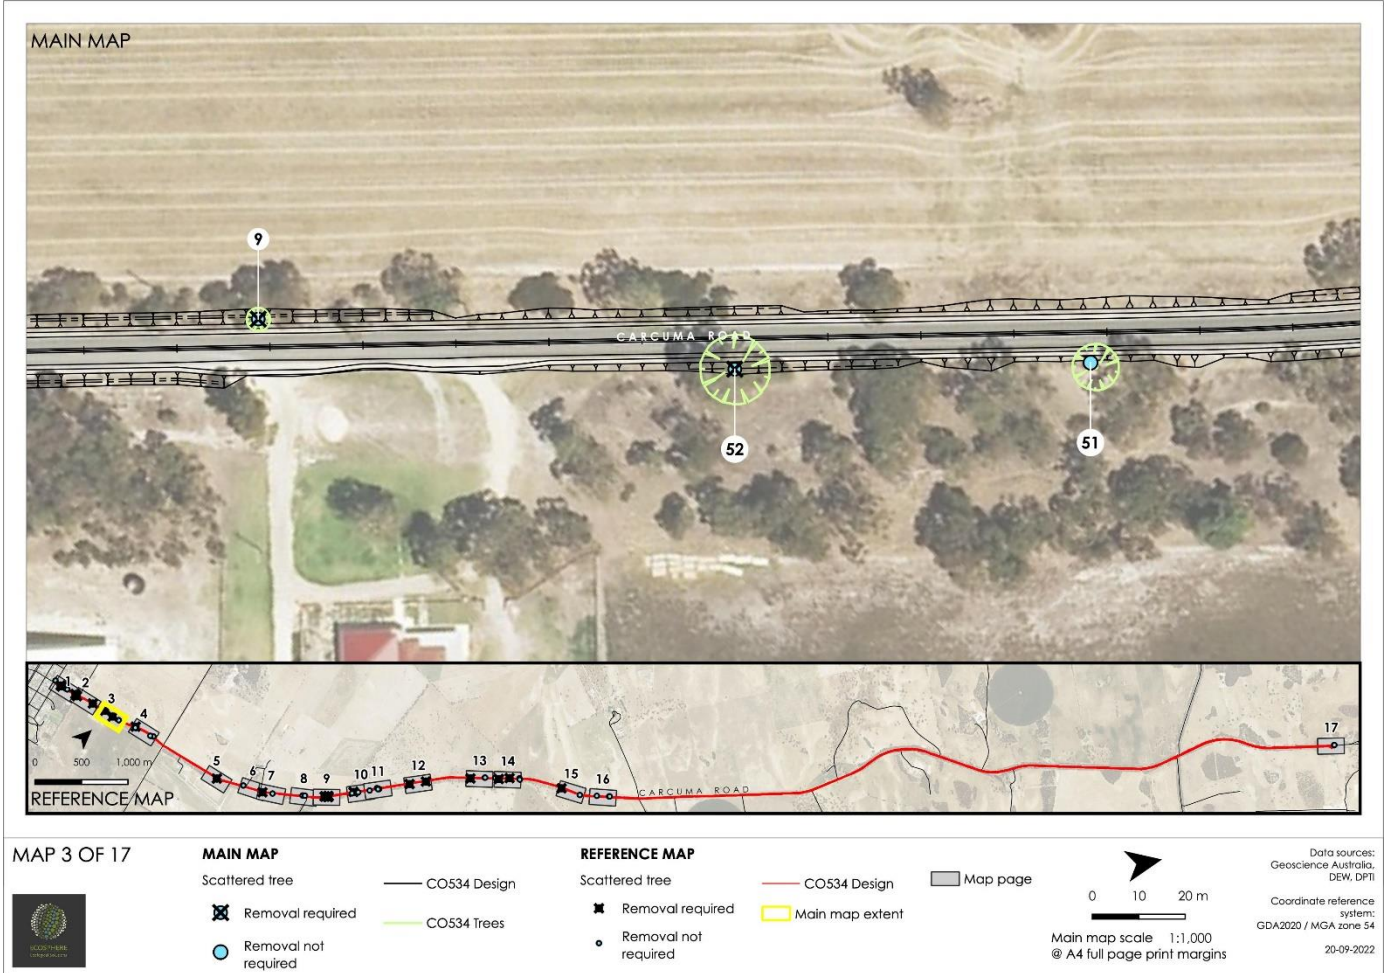 MAIN MAP
9
CARCUMA ROAD
52
51
1
2
3
4
5
6
7
8
9
10
11
12
13
14
15
16
17
0 500 1,000 m
CARCUMA ROAD
REFERENCE MAP
MAP 3 OF 17
ECOSPHERE
MAIN MAP
Scattered tree
Removal required
Removal not
required
CO534 Design
CO534 Trees
REFERENCE MAP
Scattered tree
Removal required
Removal not
required
CO534 Design
Main map extent
Map page
0 10 20 m
Main map scale 1:1,000
@ A4 full page print margins
Data sources:
Geoscience Australia,
DEW, DPTI
Coordinate reference
system:
GDA2020 / MGA zone 54
20-09-2022